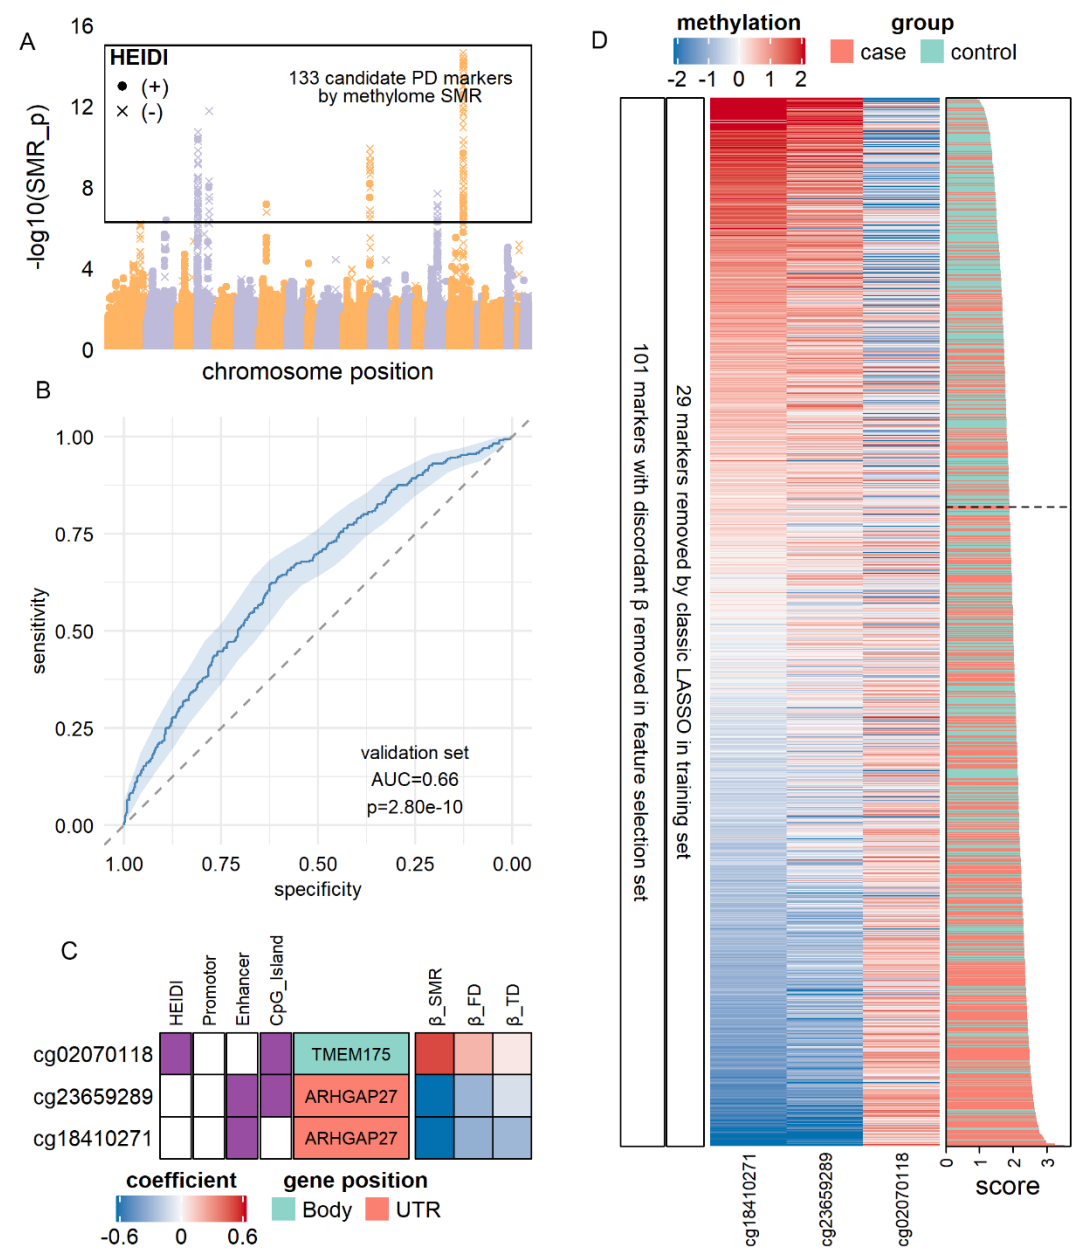 A
16
12
8
4
0
-log10(SMR_p)
HEIDI
(+)
(-)
133 candidate PD markers
by methylome SMR
chromosome position
B
1.00
0.75
0.50
0.25
0.00
sensitivity
validation set
AUC=0.66
p=2.80e-10
1.00 0.75 0.50 0.25 0.00
specificity
C
HEIDI
Promotor
Enhancer
CpG_Island
β_SMR
β_FD
β_TD
cg02070118 TMEM175
cg23659289 ARHGAP27
cg18410271 ARHGAP27
coefficient
-0.6 0 0.6
gene position
Body UTR
D
methylation
-2 -1 0 1 2
group
case control
101 markers with discordant β removed in feature selection set
29 markers removed by classic LASSO in training set
cg18410271
cg23659289
cg02070118
0 1 2 3
score